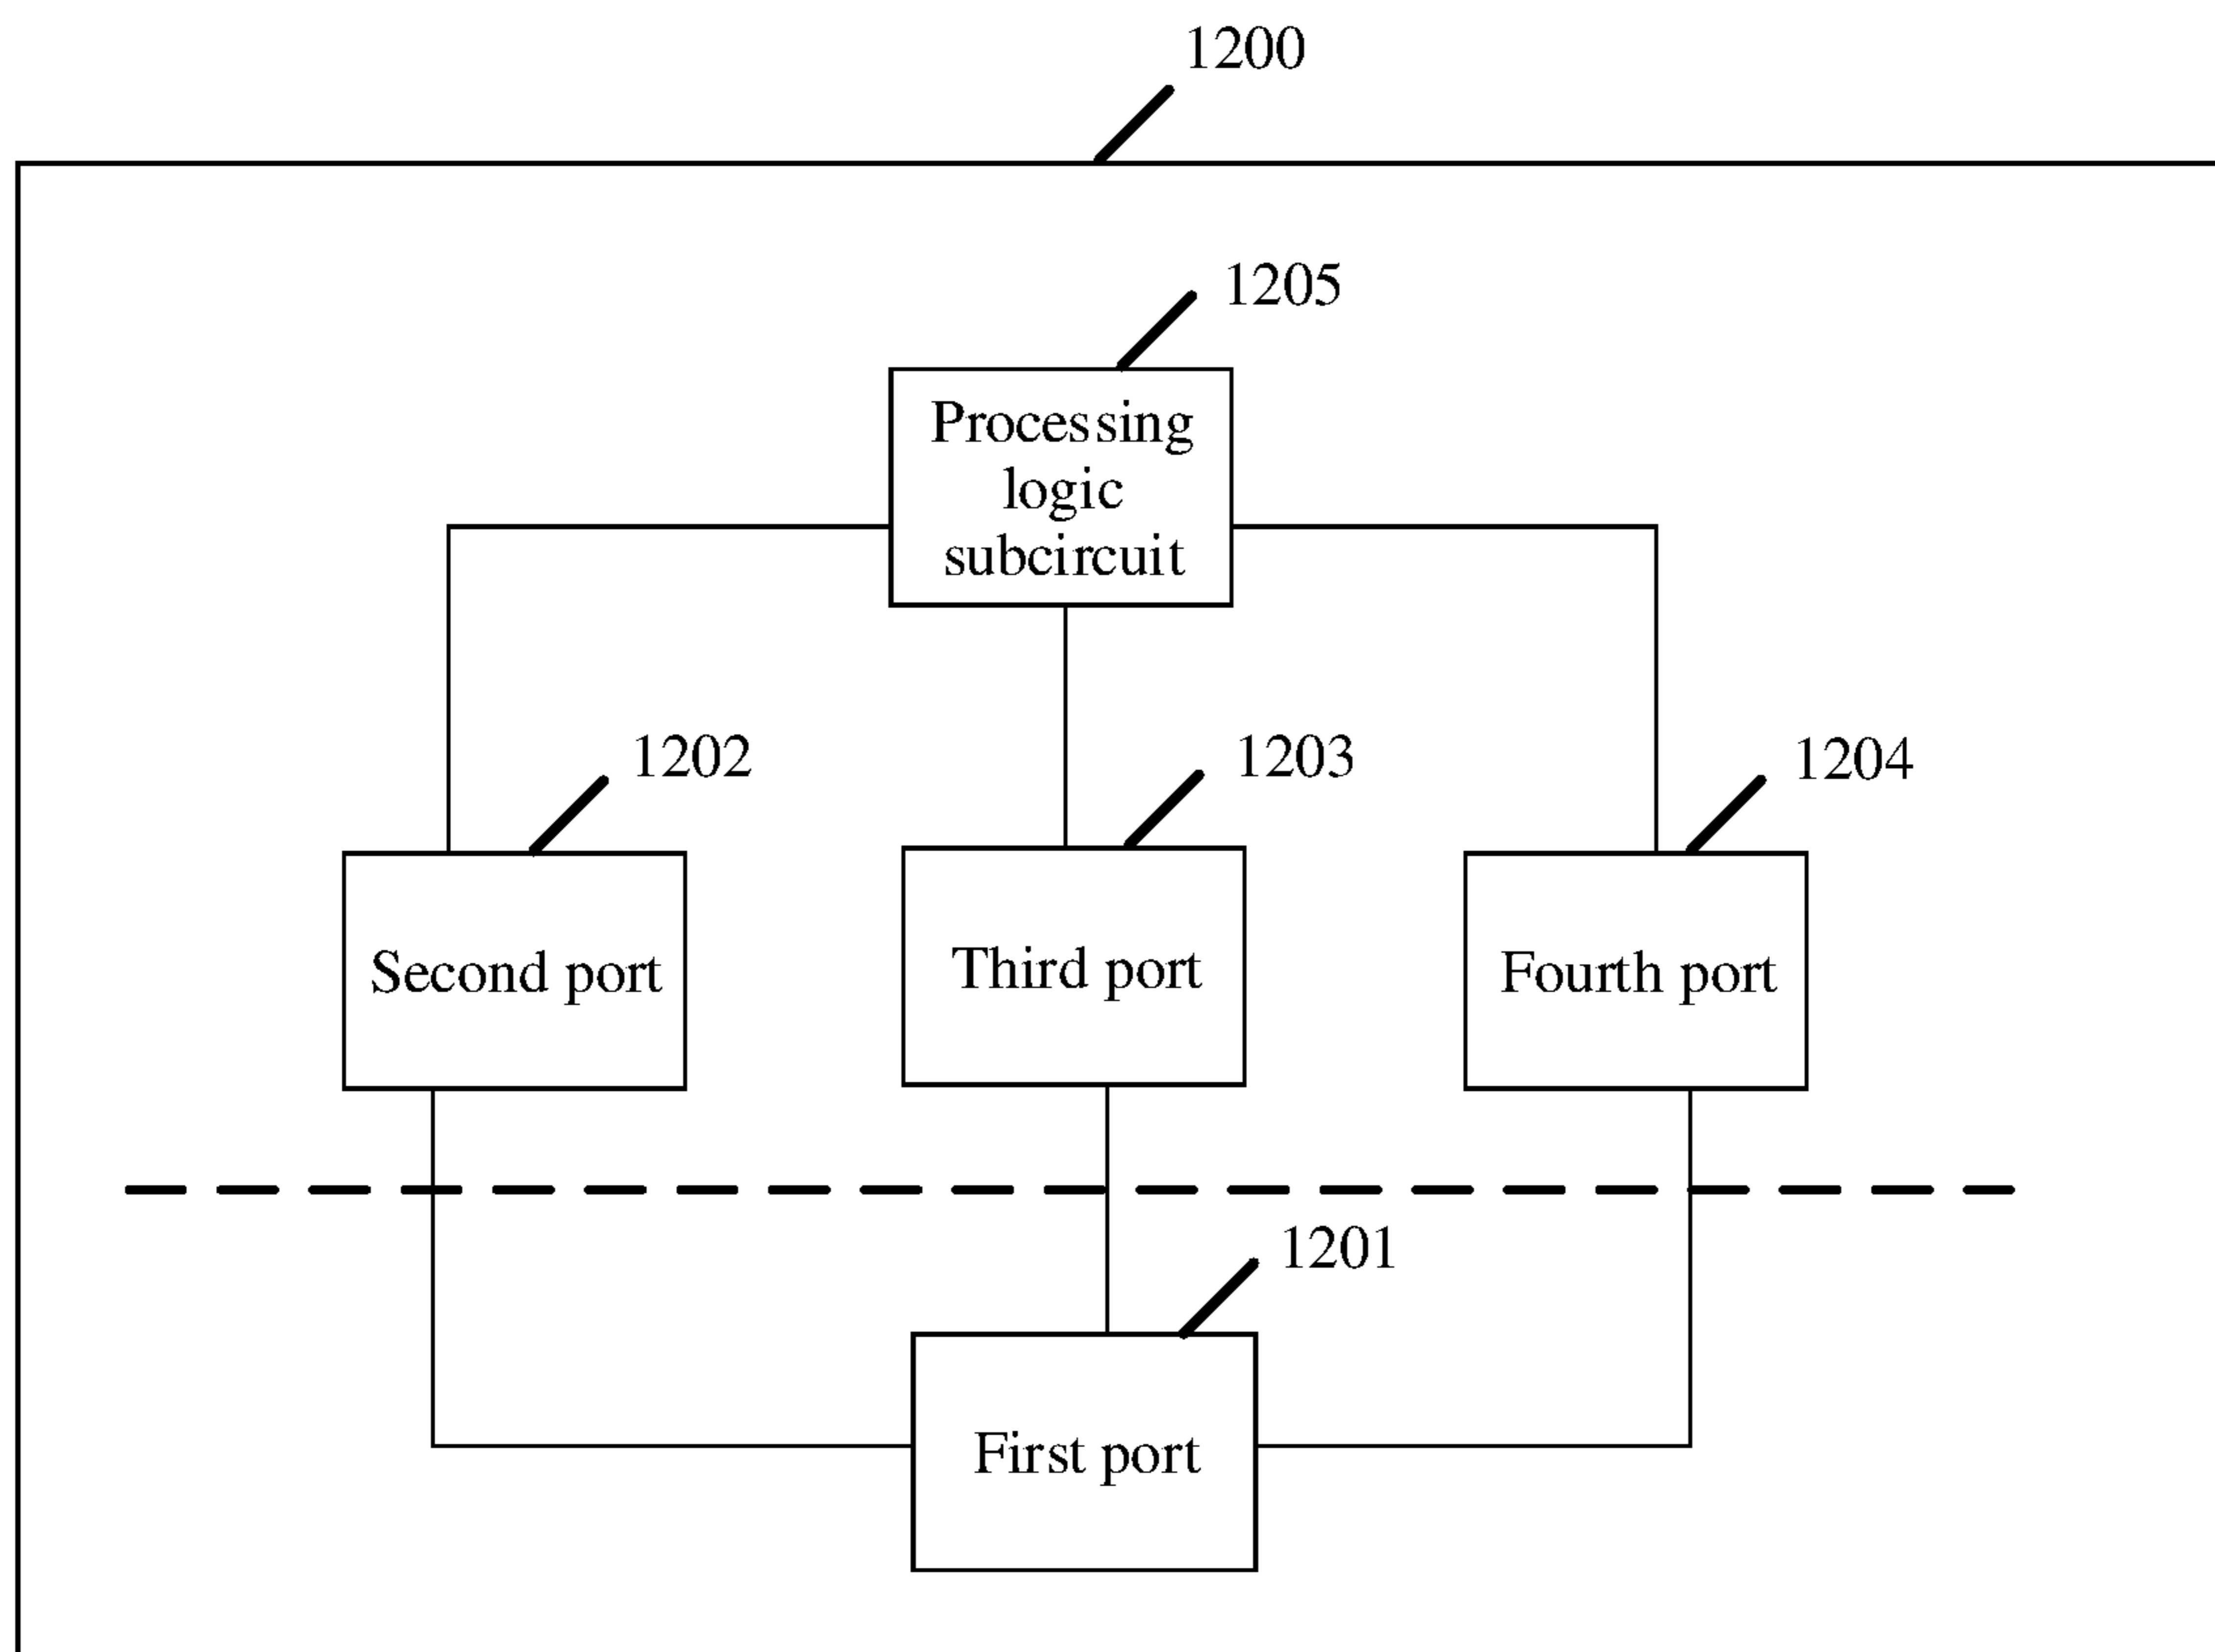 1200
1205
Processing
logic
subcircuit
1202
1203
1204
Second port
Third port
Fourth port
1201
First port